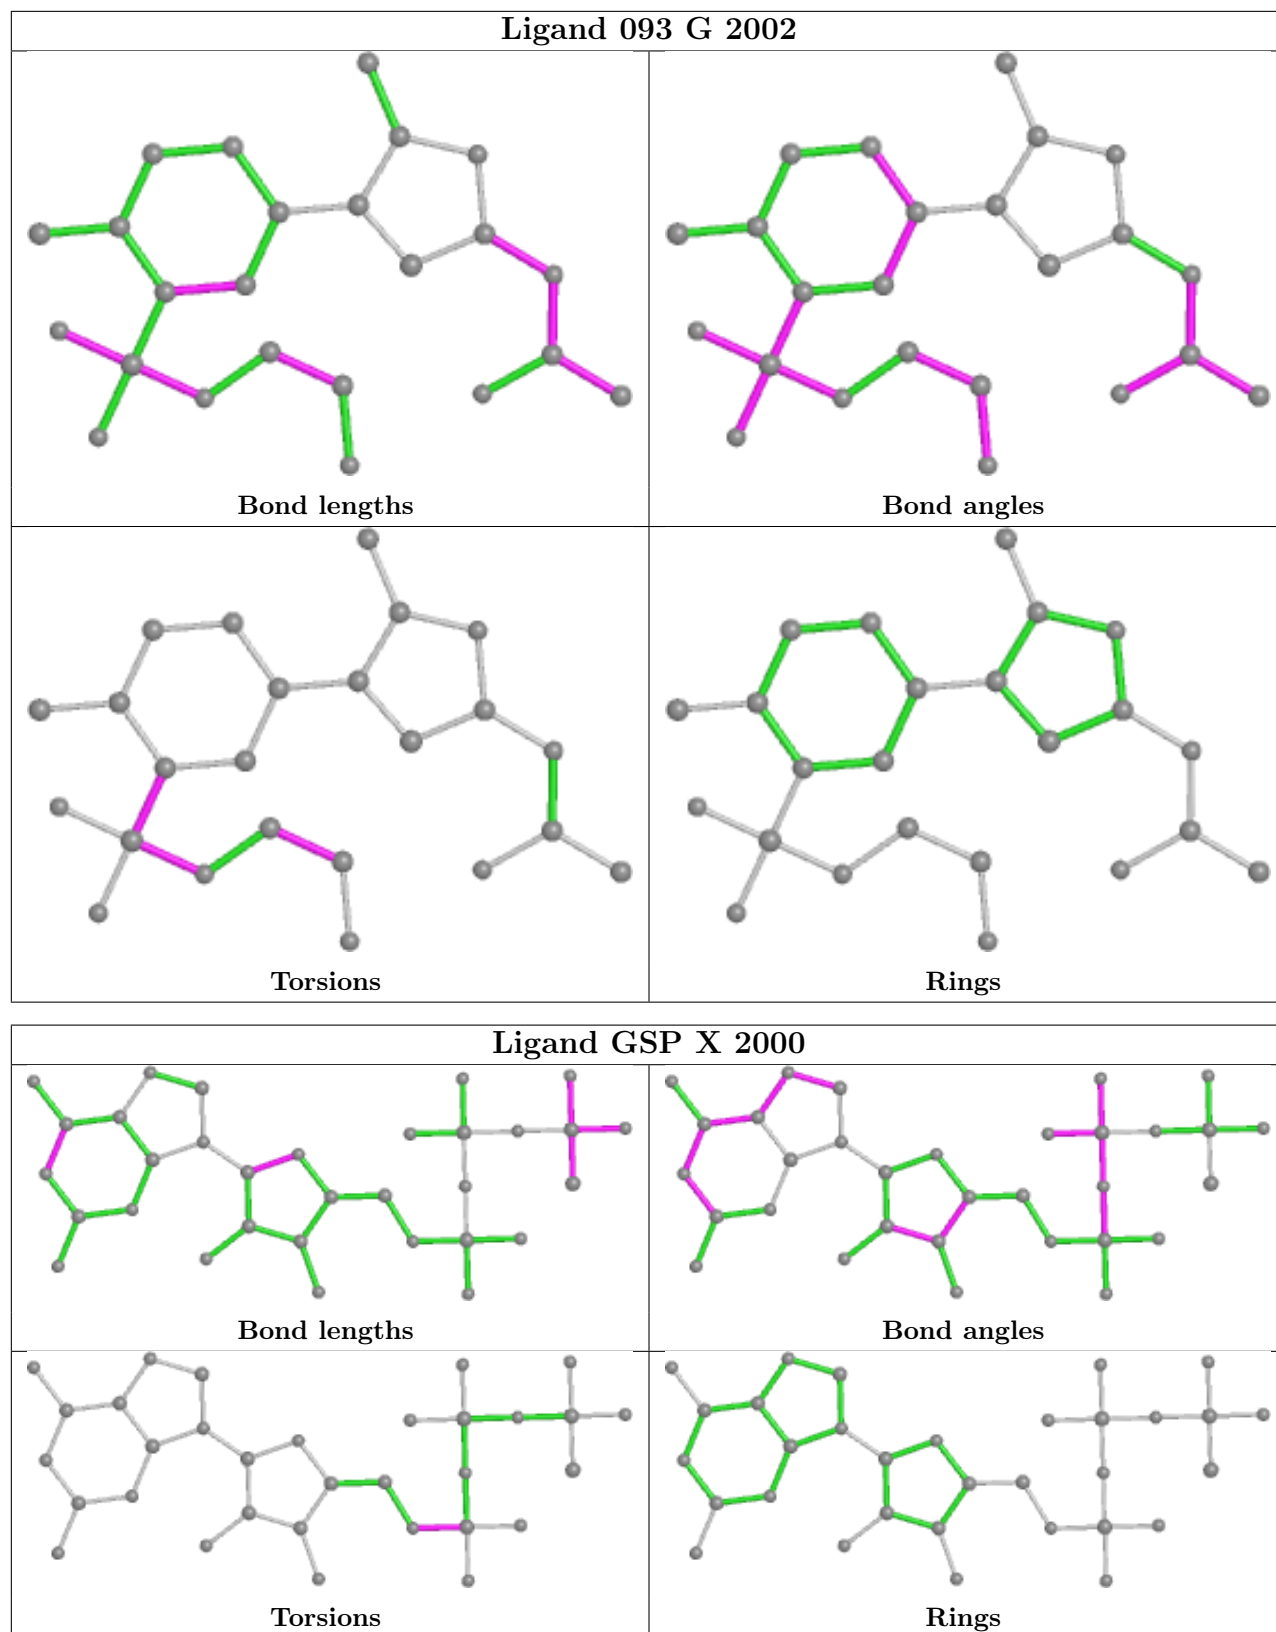 Ligand 093 G 2002
Bond lengths
Bond angles
Torsions
Rings
Ligand GSP X 2000
Bond lengths
Bond angles
Torsions
Rings